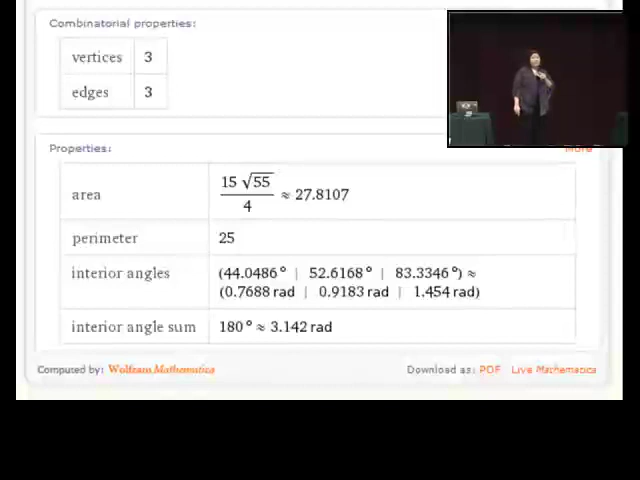 Combinatorial properties:
vertices 3
edges 3
Properties:
More
area 15 √55 / 4 ≈ 27.8107
perimeter 25
interior angles (44.0486° | 52.6168° | 83.3346°) ≈
(0.7688 rad | 0.9183 rad | 1.454 rad)
interior angle sum 180° ≈ 3.142 rad
Computed by: Wolfram Mathematica Download as: PDF Live Mathematica